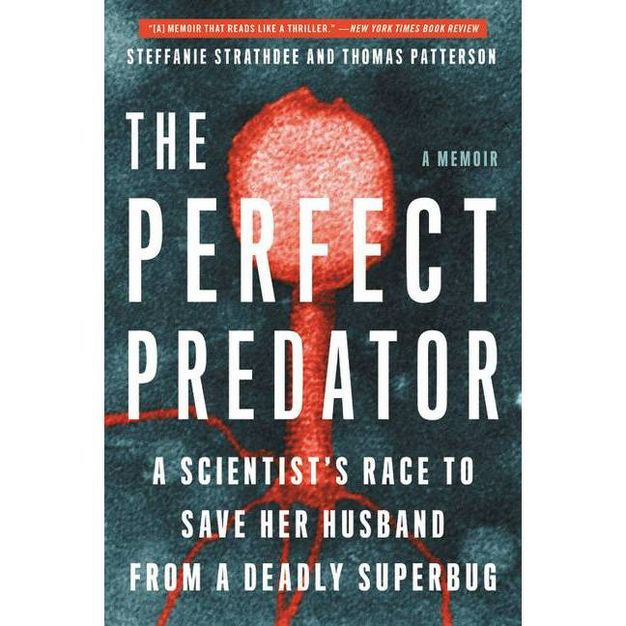 "[A] MEMOIR THAT READS LIKE A THRILLER." —NEW YORK TIMES BOOK REVIEW
STEFFANIE STRATHDEE AND THOMAS PATTERSON
THE
A MEMOIR
PERFECT
PREDATOR
A SCIENTIST'S RACE TO
SAVE HER HUSBAND
FROM A DEADLY SUPERBUG